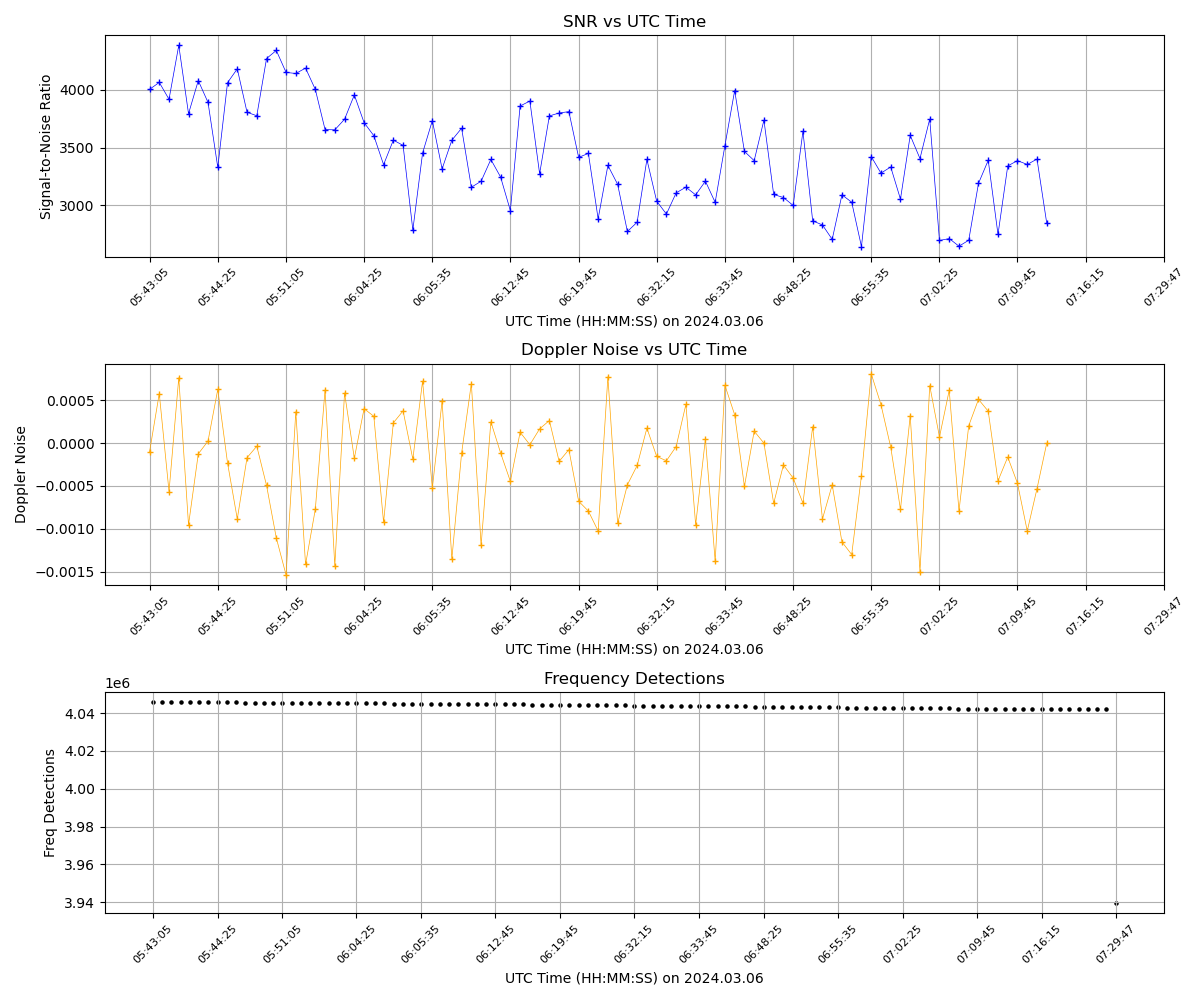 SNR vs UTC Time
Signal-to-Noise Ratio
4000
3500
3000
05:43:05 05:44:25 05:51:05 06:04:25 06:05:35 06:12:45 06:19:45 06:32:15 06:33:45 06:48:25 06:55:35 07:02:25 07:09:45 07:16:15 07:29:47
UTC Time (HH:MM:SS) on 2024.03.06
Doppler Noise vs UTC Time
Doppler Noise
0.0005
0.0000
−0.0005
−0.0010
−0.0015
05:43:05 05:44:25 05:51:05 06:04:25 06:05:35 06:12:45 06:19:45 06:32:15 06:33:45 06:48:25 06:55:35 07:02:25 07:09:45 07:16:15 07:29:47
UTC Time (HH:MM:SS) on 2024.03.06
Frequency Detections
1e6
Freq Detections
4.04
4.02
4.00
3.98
3.96
3.94
05:43:05 05:44:25 05:51:05 06:04:25 06:05:35 06:12:45 06:19:45 06:32:15 06:33:45 06:48:25 06:55:35 07:02:25 07:09:45 07:16:15 07:29:47
UTC Time (HH:MM:SS) on 2024.03.06